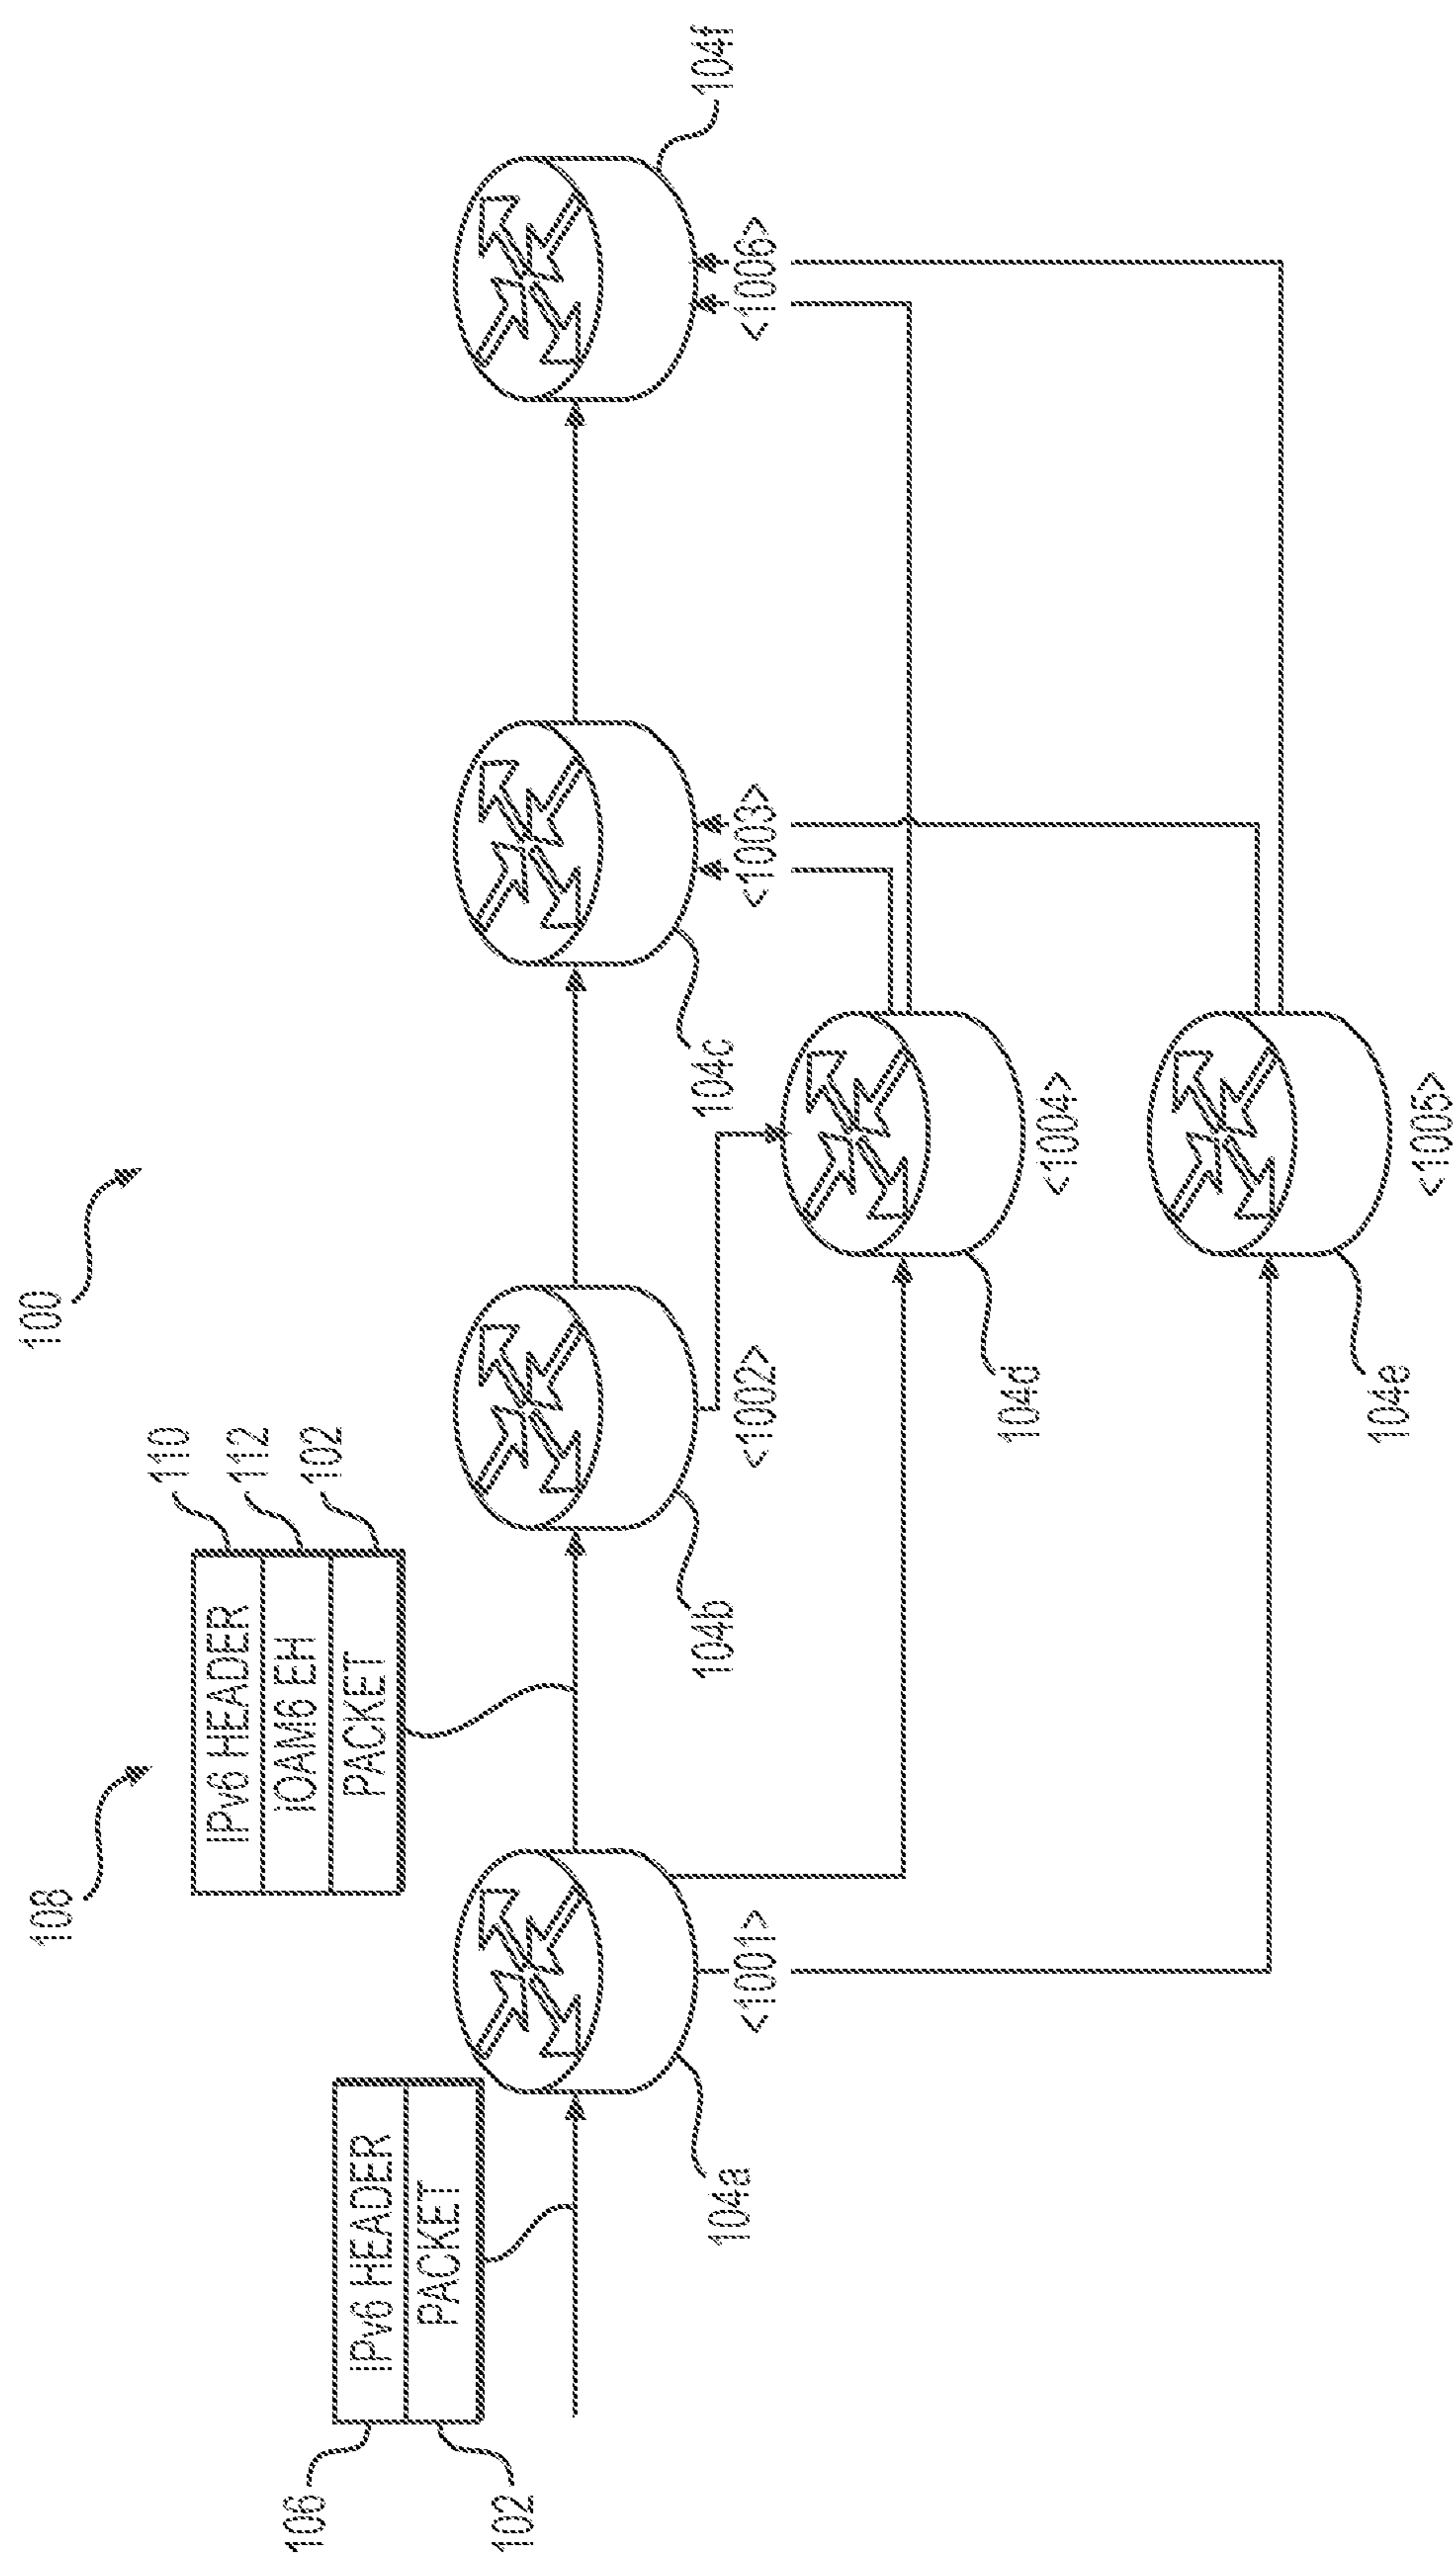 100
108
110
112
102
IPv6 HEADER
iOAM6 EH
PACKET
106
102
IPv6 HEADER
PACKET
104a
<1001>
104b
<1002>
104c
<1003>
104f
<1006>
104d
<1004>
104e
<1005>